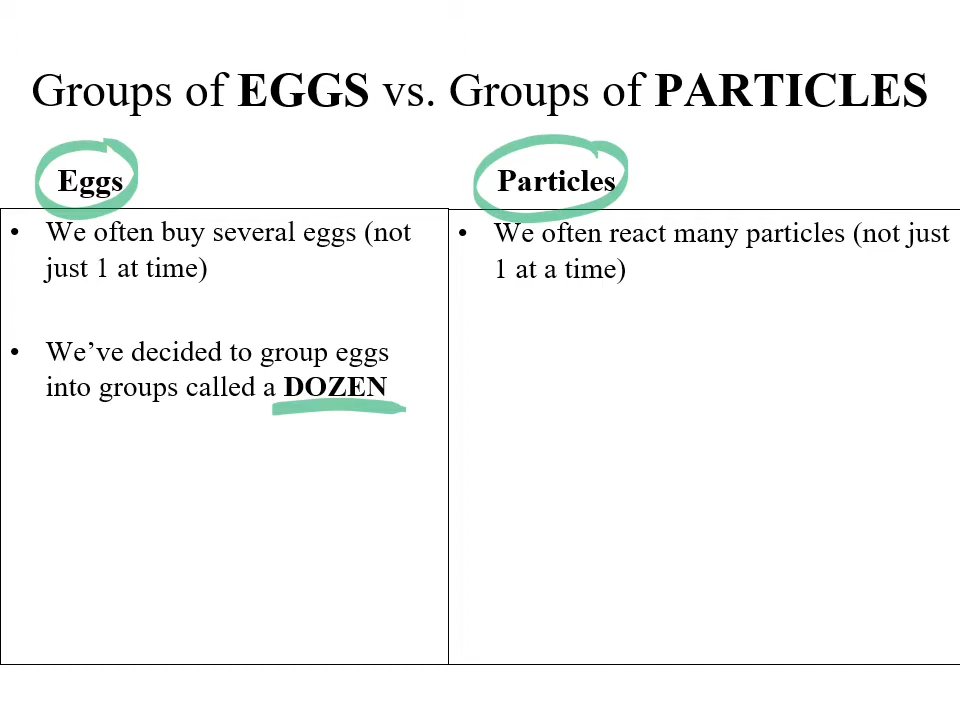 Groups of EGGS vs. Groups of PARTICLES
Eggs
• We often buy several eggs (not
just 1 at time)
• We’ve decided to group eggs
into groups called a DOZEN
Particles
• We often react many particles (not just
1 at a time)